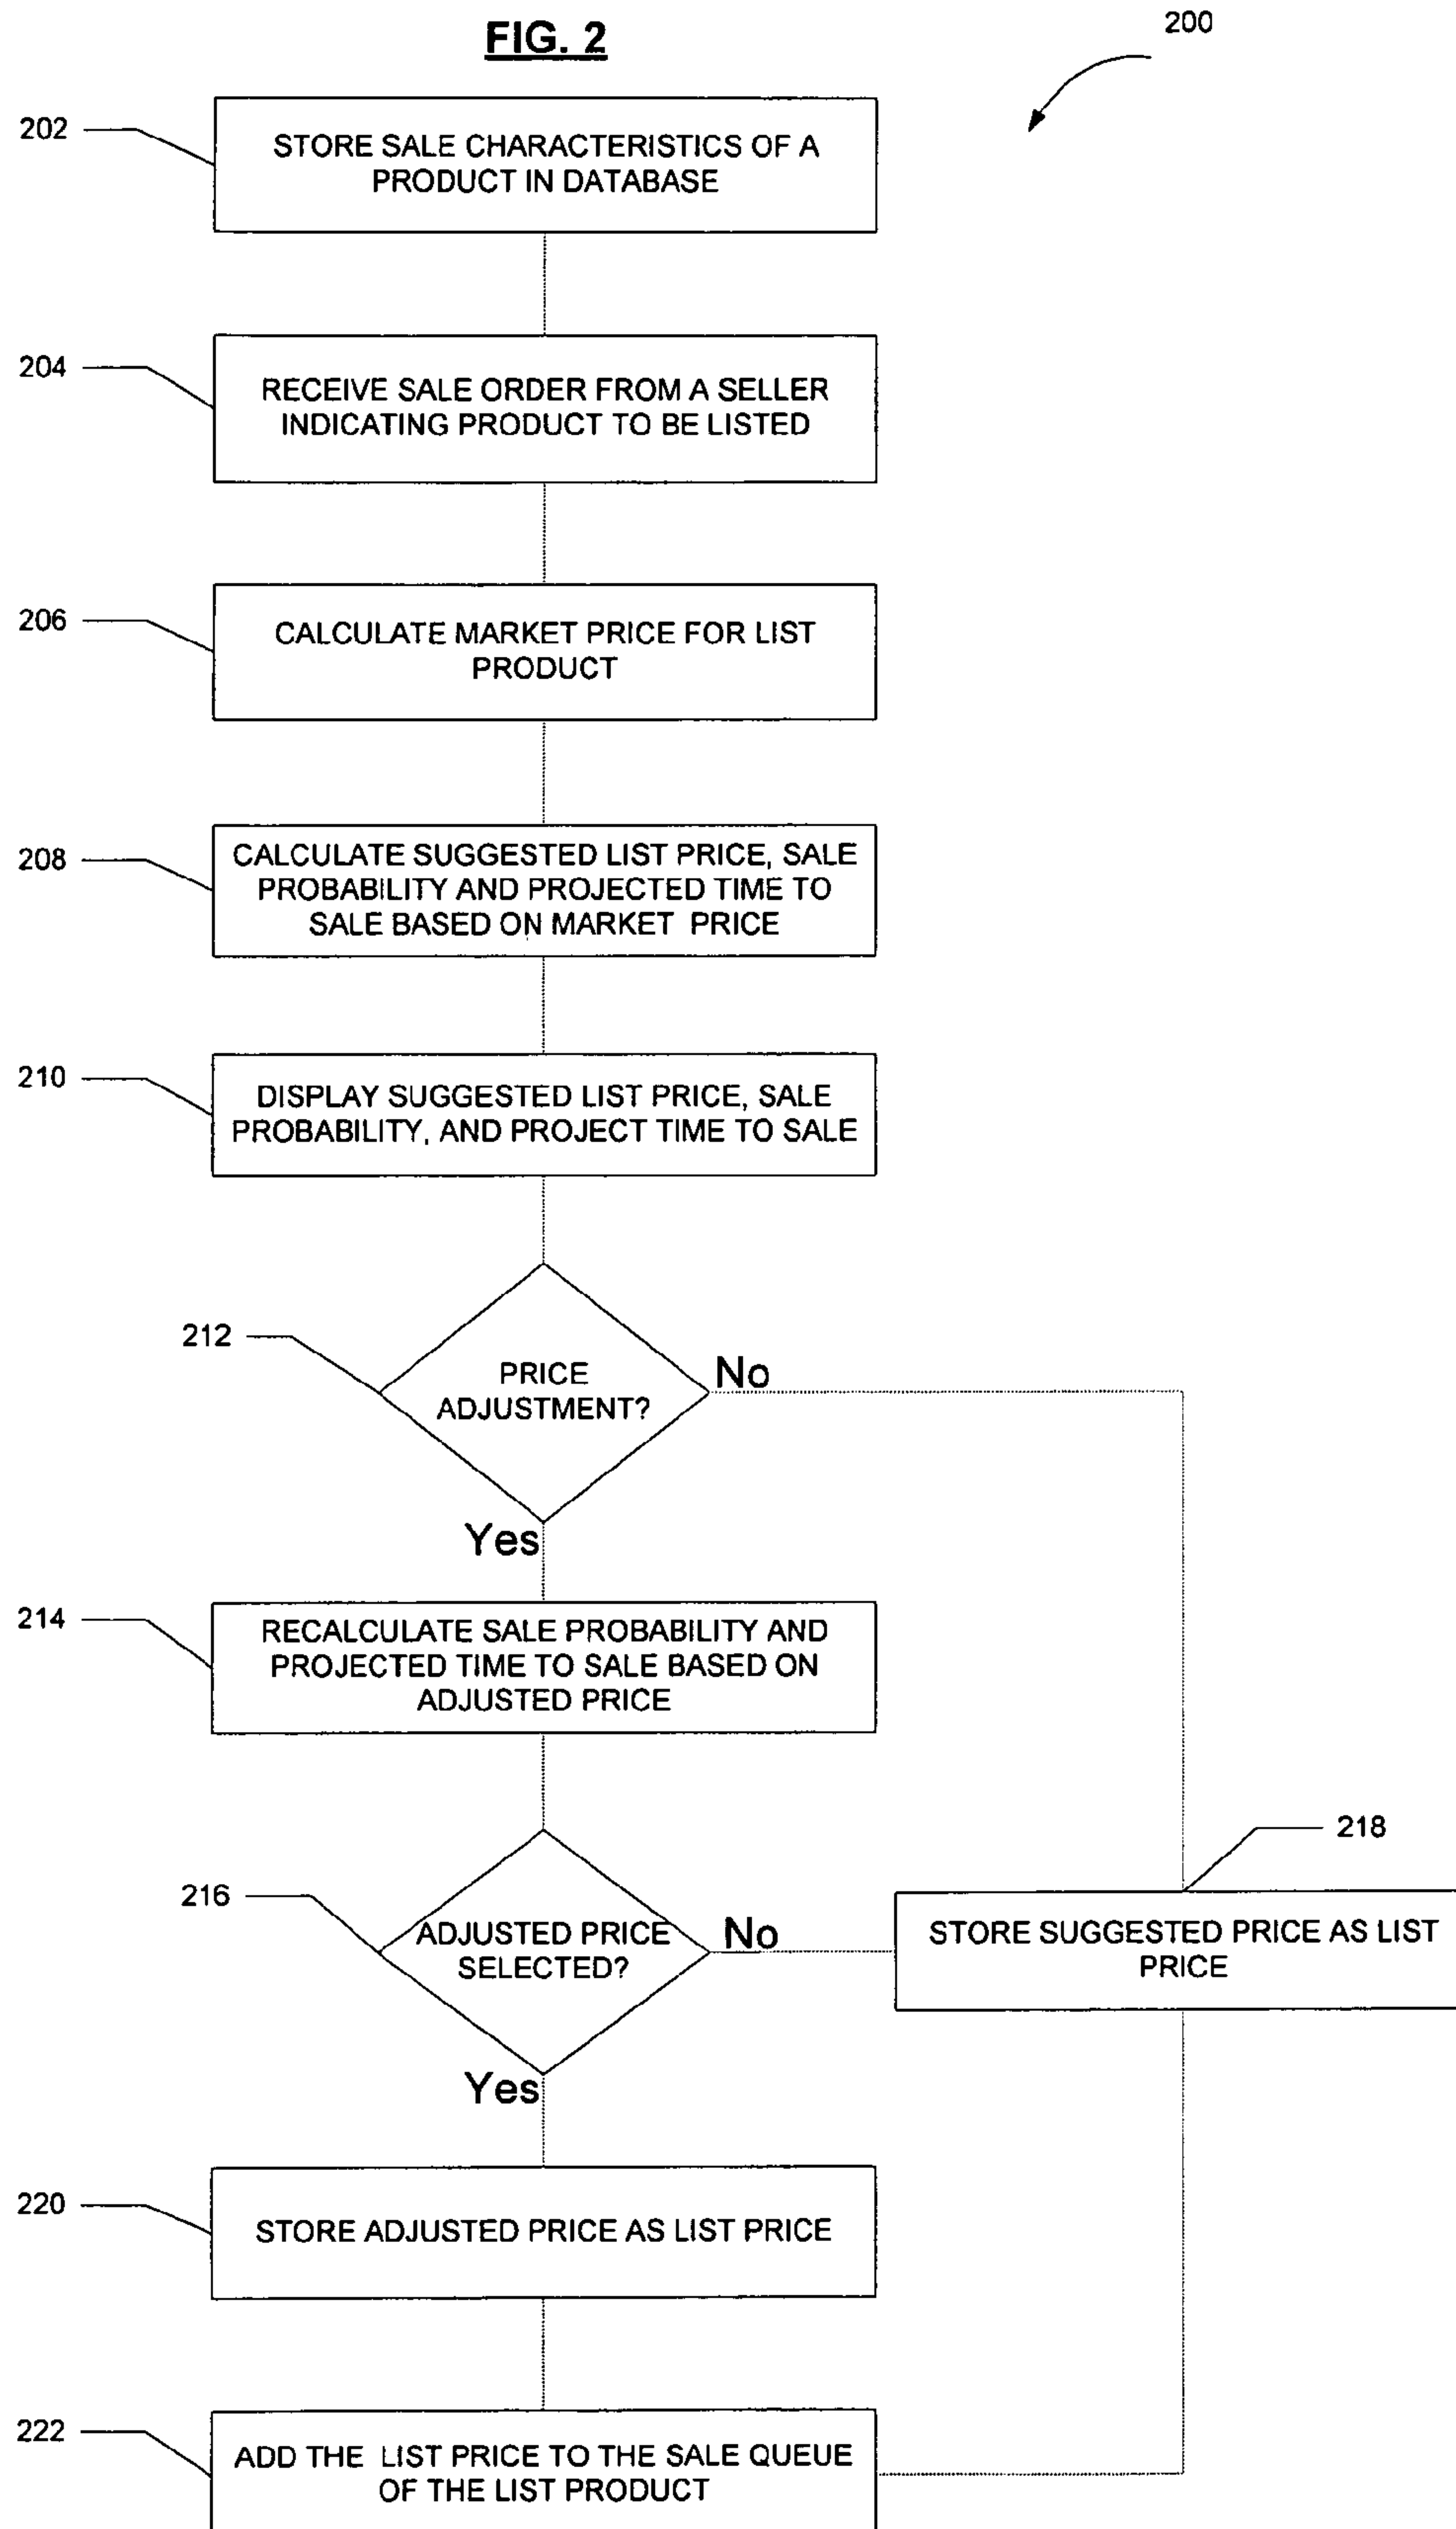 FIG. 2
200
202
STORE SALE CHARACTERISTICS OF A
PRODUCT IN DATABASE
204
RECEIVE SALE ORDER FROM A SELLER
INDICATING PRODUCT TO BE LISTED
206
CALCULATE MARKET PRICE FOR LIST
PRODUCT
208
CALCULATE SUGGESTED LIST PRICE, SALE
PROBABILITY AND PROJECTED TIME TO
SALE BASED ON MARKET PRICE
210
DISPLAY SUGGESTED LIST PRICE, SALE
PROBABILITY, AND PROJECT TIME TO SALE
212
PRICE
ADJUSTMENT?
No
Yes
214
RECALCULATE SALE PROBABILITY AND
PROJECTED TIME TO SALE BASED ON
ADJUSTED PRICE
216
ADJUSTED PRICE
SELECTED?
No
218
STORE SUGGESTED PRICE AS LIST
PRICE
Yes
220
STORE ADJUSTED PRICE AS LIST PRICE
222
ADD THE LIST PRICE TO THE SALE QUEUE
OF THE LIST PRODUCT